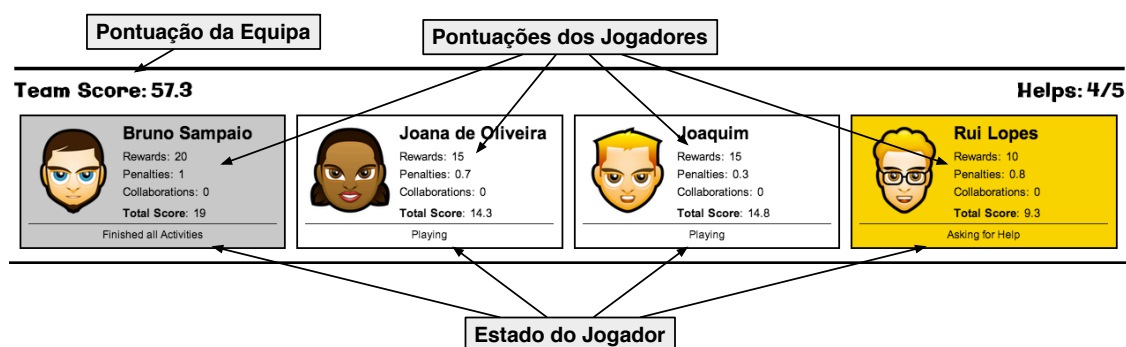 Pontuação da Equipa
Pontuações dos Jogadores
Team Score: 57.3
Helps: 4/5
Bruno Sampaio
Rewards: 20
Penalties: 1
Collaborations: 0
Total Score: 19
Finished all Activities
Joana de Oliveira
Rewards: 15
Penalties: 0.7
Collaborations: 0
Total Score: 14.3
Playing
Joaquim
Rewards: 15
Penalties: 0.3
Collaborations: 0
Total Score: 14.8
Playing
Rui Lopes
Rewards: 10
Penalties: 0.8
Collaborations: 0
Total Score: 9.3
Asking for Help
Estado do Jogador